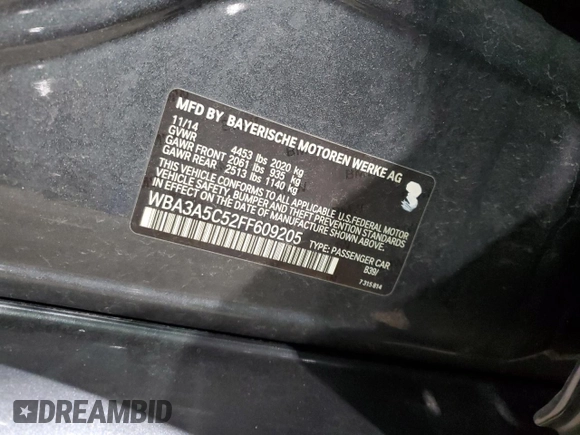 MFD BY BAYERISCHE MOTOREN WERKE AG
11/14
GVWR 4453 lbs 2020 kg
GAWR FRONT 2061 lbs 935 kg
GAWR REAR 2513 lbs 1140 kg
THIS VEHICLE CONFORMS TO ALL APPLICABLE U.S.FEDERAL MOTOR
VEHICLE SAFETY, BUMPER AND THEFT PREVENTION STANDARDS
IN EFFECT ON THE DATE OF MANUFACTURE SHOWN ABOVE.
WBA3A5C52FF609205 TYPE: PASSENGER CAR
B39/
7 315 814
DREAMBID